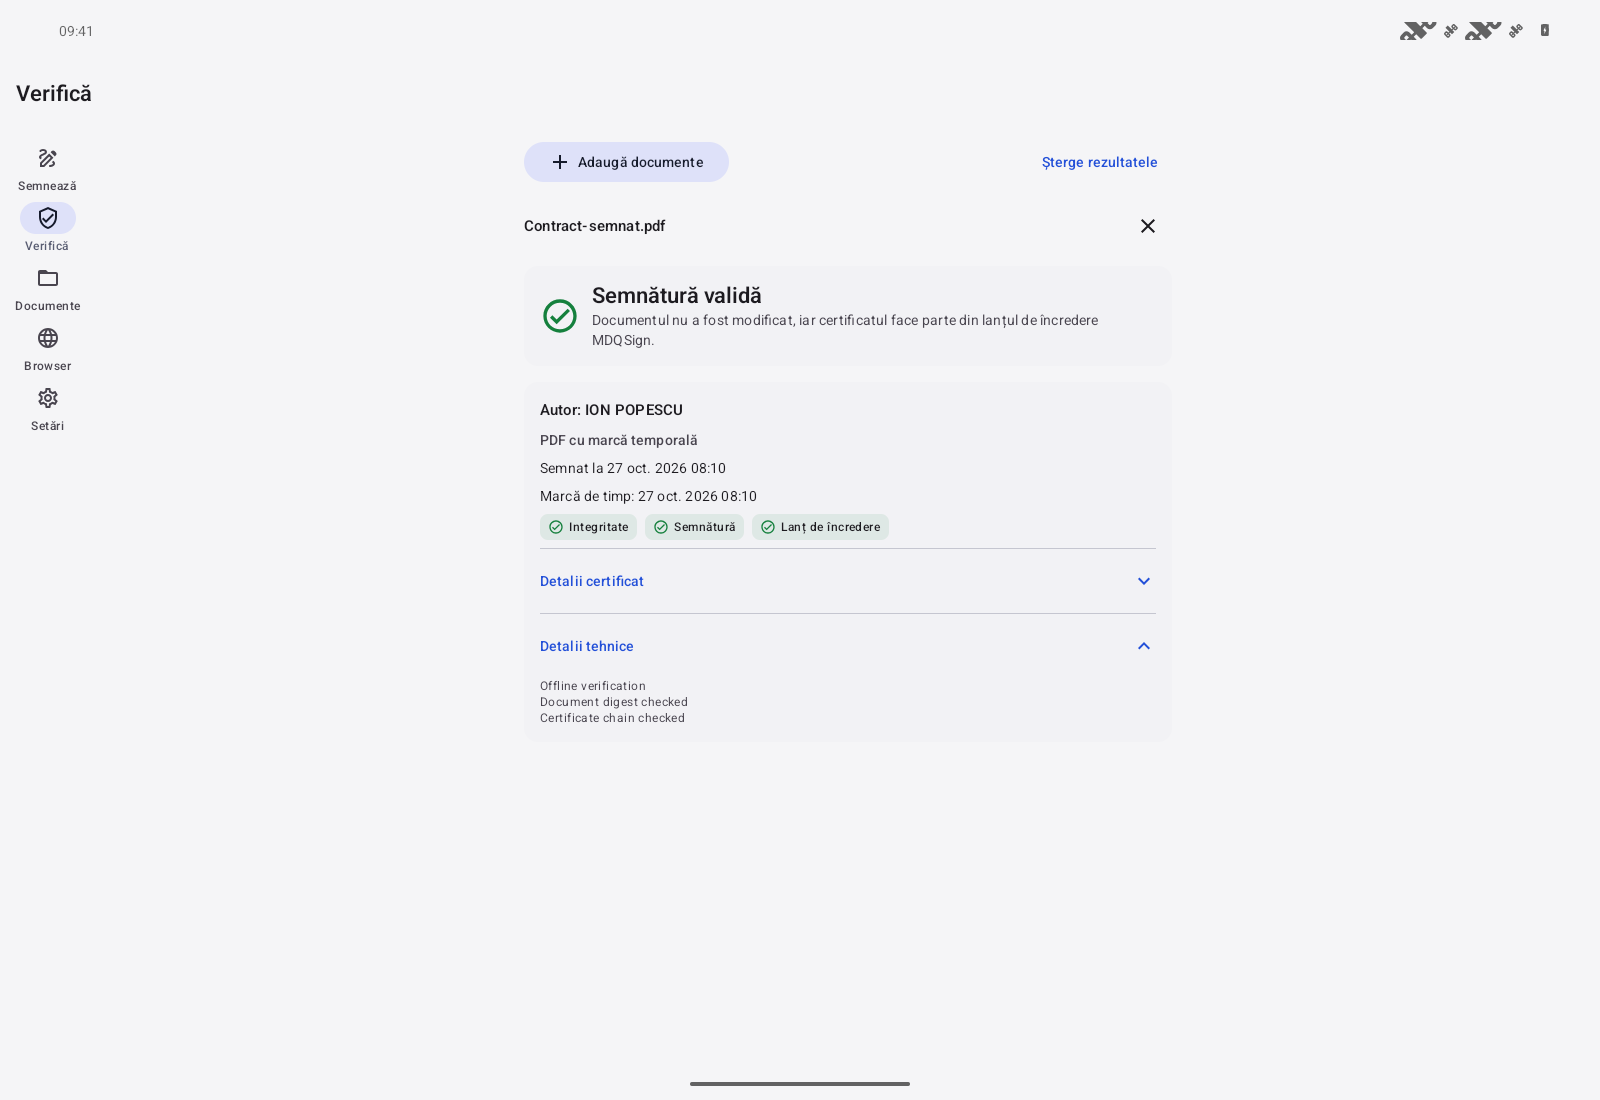 09:41
Verifică
Semnează
Verifică
Documente
Browser
Setări
Adaugă documente
Șterge rezultatele
Contract-semnat.pdf
Semnătură validă
Documentul nu a fost modificat, iar certificatul face parte din lanțul de încredere
MDQSign.
Autor: ION POPESCU
PDF cu marcă temporală
Semnat la 27 oct. 2026 08:10
Marcă de timp: 27 oct. 2026 08:10
Integritate
Semnătură
Lanț de încredere
Detalii certificat
Detalii tehnice
Offline verification
Document digest checked
Certificate chain checked